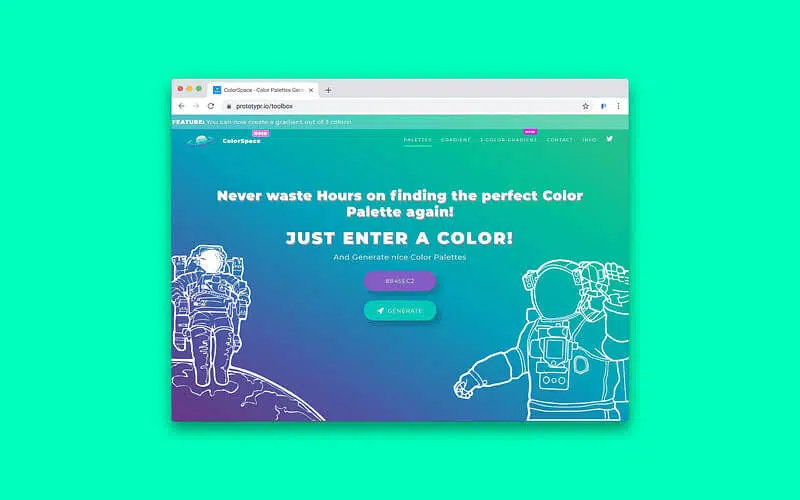 ColorSpace - Color Palettes Gene
prototypr.io/toolbox
FEATURE: You can now create a gradient out of 3 colors!
ColorSpace
BETA
PALETTES
GRADIENT
3-COLOR-GRADIENT
NEW
CONTACT
INFO
Never waste Hours on finding the perfect Color
Palette again!
JUST ENTER A COLOR!
And Generate nice Color Palettes
#845EC2
GENERATE